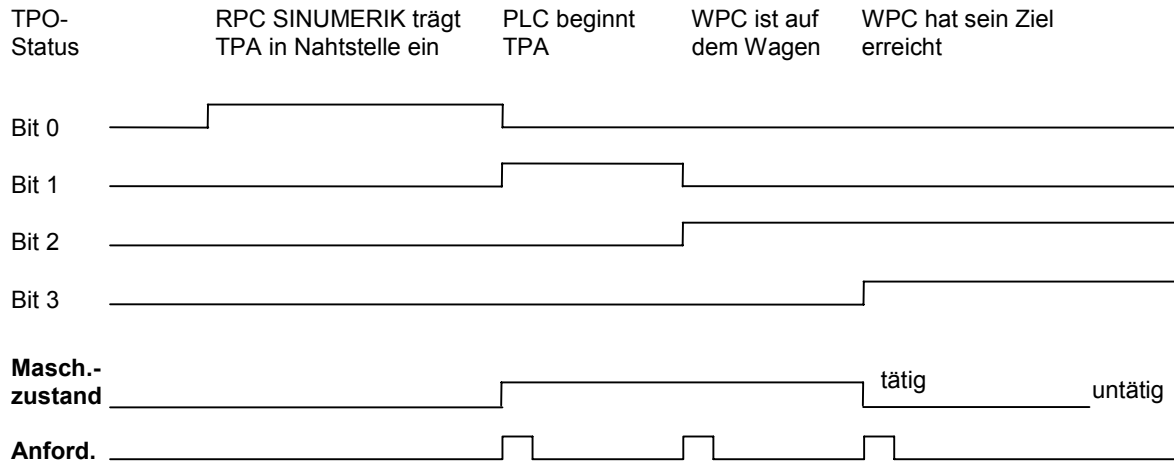 TPO-
Status
RPC SINUMERIK trägt
TPA in Nahtstelle ein
PLC beginnt
TPA
WPC ist auf
dem Wagen
WPC hat sein Ziel
erreicht
Bit 0
Bit 1
Bit 2
Bit 3
Masch.-
zustand
tätig
untätig
Anford.